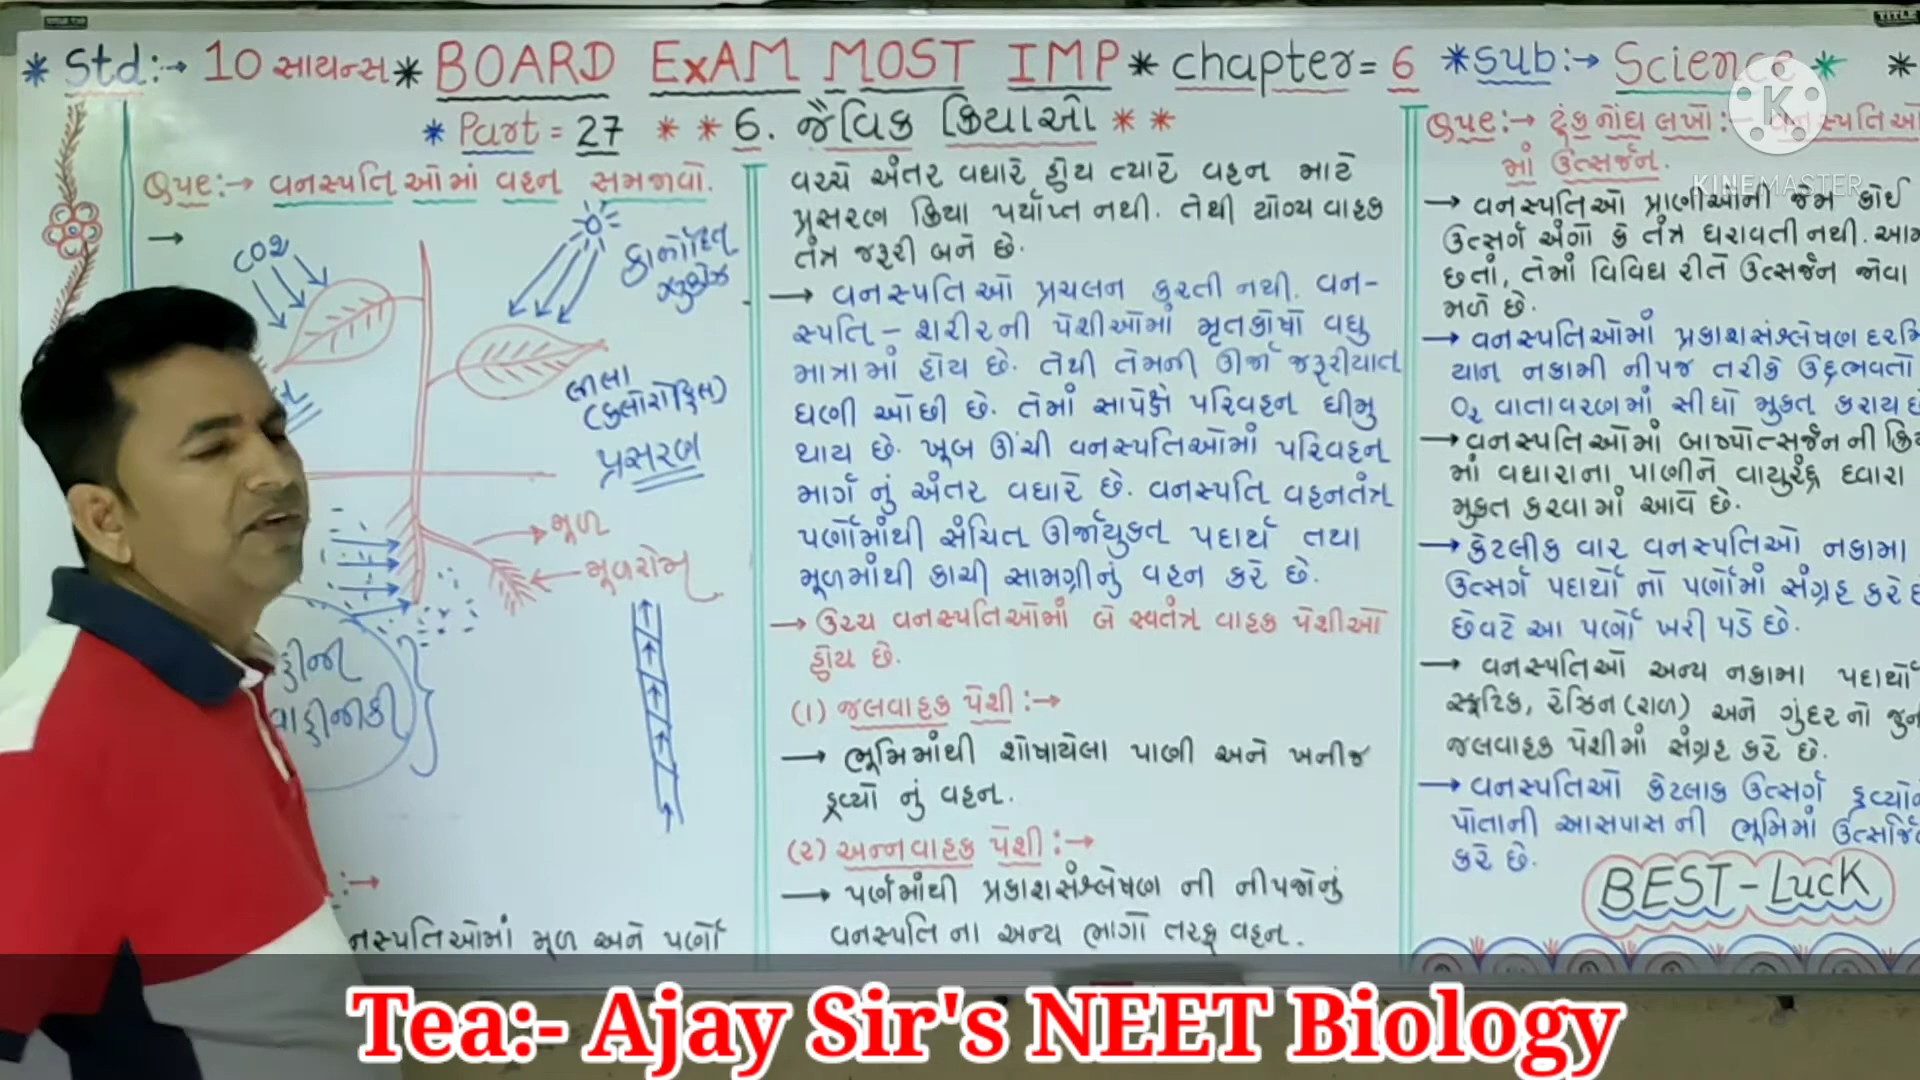 * Std:→ 10 સાયન્સ * BOARD EXAM MOST IMP * chapter = 6 * Sub:→ Science * *
* Part = 27 * * 6. જૈવિક ક્રિયાઓ * *
Que:→ વનસ્પતિઓમાં વહન સમજાવો.
→
CO2
લીલા
(ક્લોરોફિલ)
પ્રસરણ
મૂળ
મૂળરોમ
નસ્પતિઓમાં મૂળ અને પર્ણો
વચ્ચે અંતર વધારે હોય ત્યારે વહન માટે
પ્રસરણ ક્રિયા પર્યાપ્ત નથી. તેથી યોગ્ય વાહક
તંત્ર જરૂરી બને છે.
→ વનસ્પતિઓ પ્રચલન કરતી નથી. વન-
સ્પતિ - શરીરની પેશીઓમાં મૃતકોષો વધુ
માત્રામાં હોય છે. તેથી તેમની ઊર્જા જરૂરીયાત
ઘણી ઓછી છે. તેમાં સાપેક્ષે પરિવહન ધીમુ
થાય છે. ખૂબ ઊંચી વનસ્પતિઓમાં પરિવહન
માર્ગ નું અંતર વધારે છે. વનસ્પતિ વહનતંત્ર
પર્ણોમાંથી સંચિત ઊર્જાયુક્ત પદાર્થ તથા
મૂળમાંથી કાચી સામગ્રીનું વહન કરે છે.
→ ઉચ્ચ વનસ્પતિઓમાં બે સ્વતંત્ર વાહક પેશીઓ
હોય છે.
(૧) જલવાહક પેશી:→
→ ભૂમિમાંથી શોષાયેલા પાણી અને ખનીજ
દ્રવ્યો નું વહન.
(૨) અન્નવાહક પેશી:→
→ પર્ણમાંથી પ્રકાશસંશ્લેષણ ની નીપજોનું
વનસ્પતિ ના અન્ય ભાગો તરફ વહન.
Que:→ ટૂંક નોંધ લખો:- વનસ્પતિઓ
માં ઉત્સર્જન.
→ વનસ્પતિઓ પ્રાણીઓની જેમ કોઈ
ઉત્સર્ગ અંગો કે તંત્ર ધરાવતી નથી. આમ
છતાં, તેમાં વિવિધ રીતે ઉત્સર્જન જોવા
મળે છે.
→ વનસ્પતિઓમાં પ્રકાશસંશ્લેષણ દરમિ
યાન નકામી નીપજ તરીકે ઉદ્દભવતો
O૨ વાતાવરણમાં સીધો મુક્ત કરાય છે
→ વનસ્પતિઓમાં બાષ્પોત્સર્જન ની ક્રિય
માં વધારાના પાણીને વાયુરંધ્ર દ્વારા
મુક્ત કરવામાં આવે છે.
→ કેટલીક વાર વનસ્પતિઓ નકામા
ઉત્સર્ગ પદાર્થો નો પર્ણોમાં સંગ્રહ કરે છે
છેવટે આ પર્ણો ખરી પડે છે.
→ વનસ્પતિઓ અન્ય નકામા પદાર્થો
સ્ફટિક, રેઝિન (રાળ) અને ગુંદર નો જુન
જલવાહક પેશીમાં સંગ્રહ કરે છે.
→ વનસ્પતિઓ કેટલાક ઉત્સર્ગ દ્રવ્યોન
પોતાની આસપાસ ની ભૂમિમાં ઉત્સર્જિ
કરે છે.
BEST-Luck
K
KINEMASTER
Tea:- Ajay Sir's NEET Biology